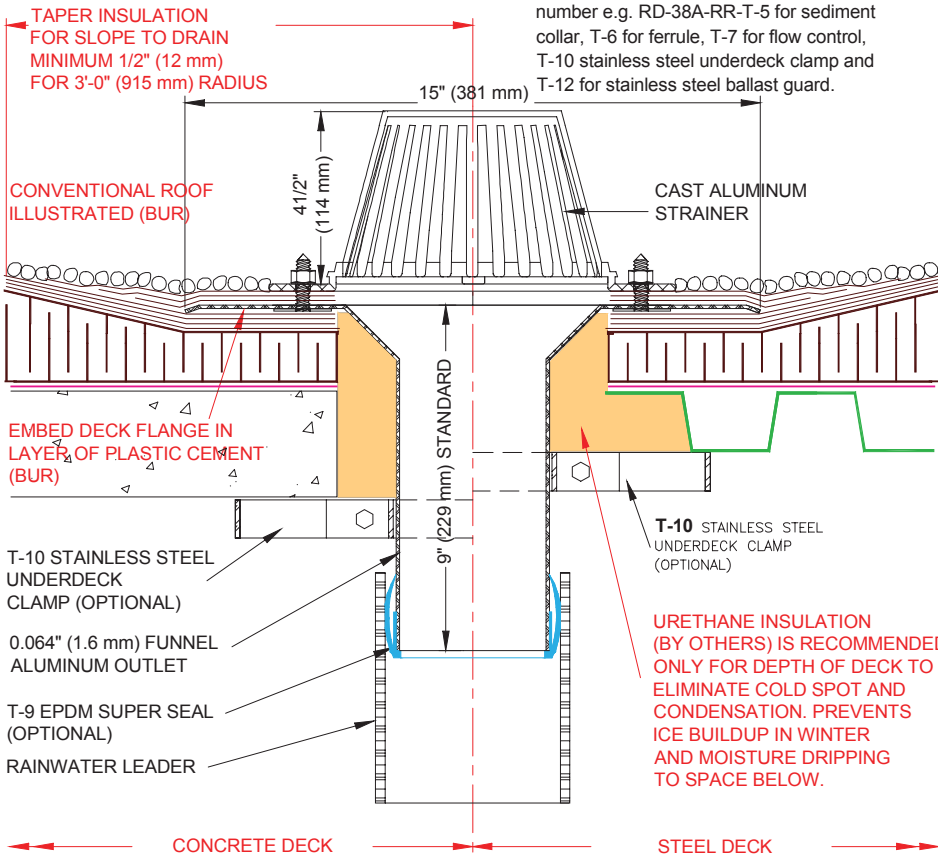 TAPER INSULATION
FOR SLOPE TO DRAIN
MINIMUM 1/2" (12 mm)
FOR 3'-0" (915 mm) RADIUS
number e.g. RD-38A-RR-T-5 for sediment
collar, T-6 for ferrule, T-7 for flow control,
T-10 stainless steel underdeck clamp and
T-12 for stainless steel ballast guard.
15" (381 mm)
41/2"
(114 mm)
CONVENTIONAL ROOF
ILLUSTRATED (BUR)
CAST ALUMINUM
STRAINER
9" (229 mm) STANDARD
EMBED DECK FLANGE IN
LAYER OF PLASTIC CEMENT
(BUR)
T-10 STAINLESS STEEL
UNDERDECK CLAMP
(OPTIONAL)
T-10 STAINLESS STEEL
UNDERDECK
CLAMP (OPTIONAL)
0.064" (1.6 mm) FUNNEL
ALUMINUM OUTLET
T-9 EPDM SUPER SEAL
(OPTIONAL)
RAINWATER LEADER
URETHANE INSULATION
(BY OTHERS) IS RECOMMENDED
ONLY FOR DEPTH OF DECK TO
ELIMINATE COLD SPOT AND
CONDENSATION. PREVENTS
ICE BUILDUP IN WINTER
AND MOISTURE DRIPPING
TO SPACE BELOW.
CONCRETE DECK
STEEL DECK